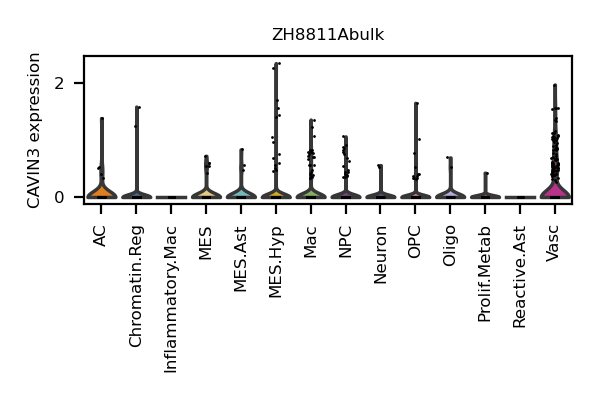 ZH8811Abulk
CAVIN3 expression
2
0
AC
Chromatin.Reg
Inflammatory.Mac
MES
MES.Ast
MES.Hyp
Mac
NPC
Neuron
OPC
Oligo
Prolif.Metab
Reactive.Ast
Vasc